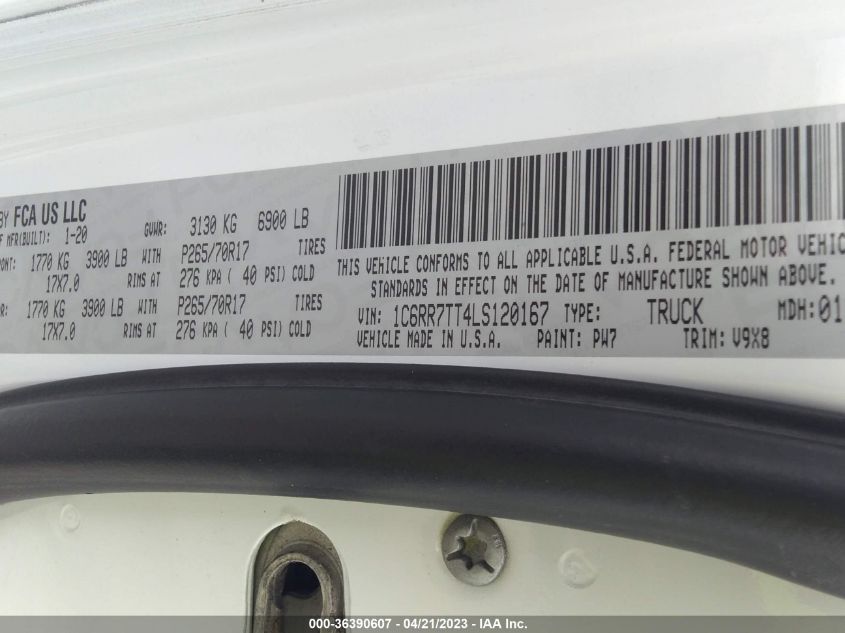 BY FCA US LLC
OF MFR(BUILT): 1-20 GVWR: 3130 KG 6900 LB
ONT: 1770 KG 3900 LB WITH P265/70R17 TIRES
17X7.0 RIMS AT 276 KPA ( 40 PSI) COLD
R: 1770 KG 3900 LB WITH P265/70R17 TIRES
17X7.0 RIMS AT 276 KPA ( 40 PSI) COLD
THIS VEHICLE CONFORMS TO ALL APPLICABLE U.S.A. FEDERAL MOTOR VEHIC
STANDARDS IN EFFECT ON THE DATE OF MANUFACTURE SHOWN ABOVE.
VIN: 1C6RR7TT4LS120167 TYPE: TRUCK MDH:01
VEHICLE MADE IN U.S.A. PAINT: PW7 TRIM: V9X8
000-36390607 - 04/21/2023 - IAA Inc.